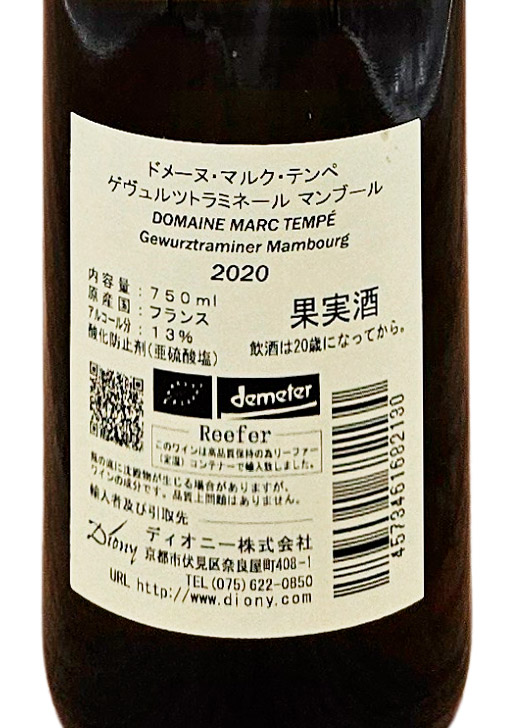 ドメーヌ・マルク・テンペ
ゲヴュルツトラミネール マンブール
DOMAINE MARC TEMPÉ
Gewurztraminer Mambourg
2020
内容量：750ml
原産国：フランス
アルコール分：13%
酸化防止剤(亜硫酸塩)
果実酒
飲酒は20歳になってから。
demeter
Reefer
このワインは高品質保持の為リーファー
(定温)コンテナーで輸入致しました。
瓶の底に沈殿物が生じる場合がありますが、
ワインの成分です。品質上問題はありません。
輸入者及び引取先
Diony
ディオニー株式会社
京都市伏見区奈良屋町408-1
TEL(075)622-0850
URL http://www.diony.com
4573461682130